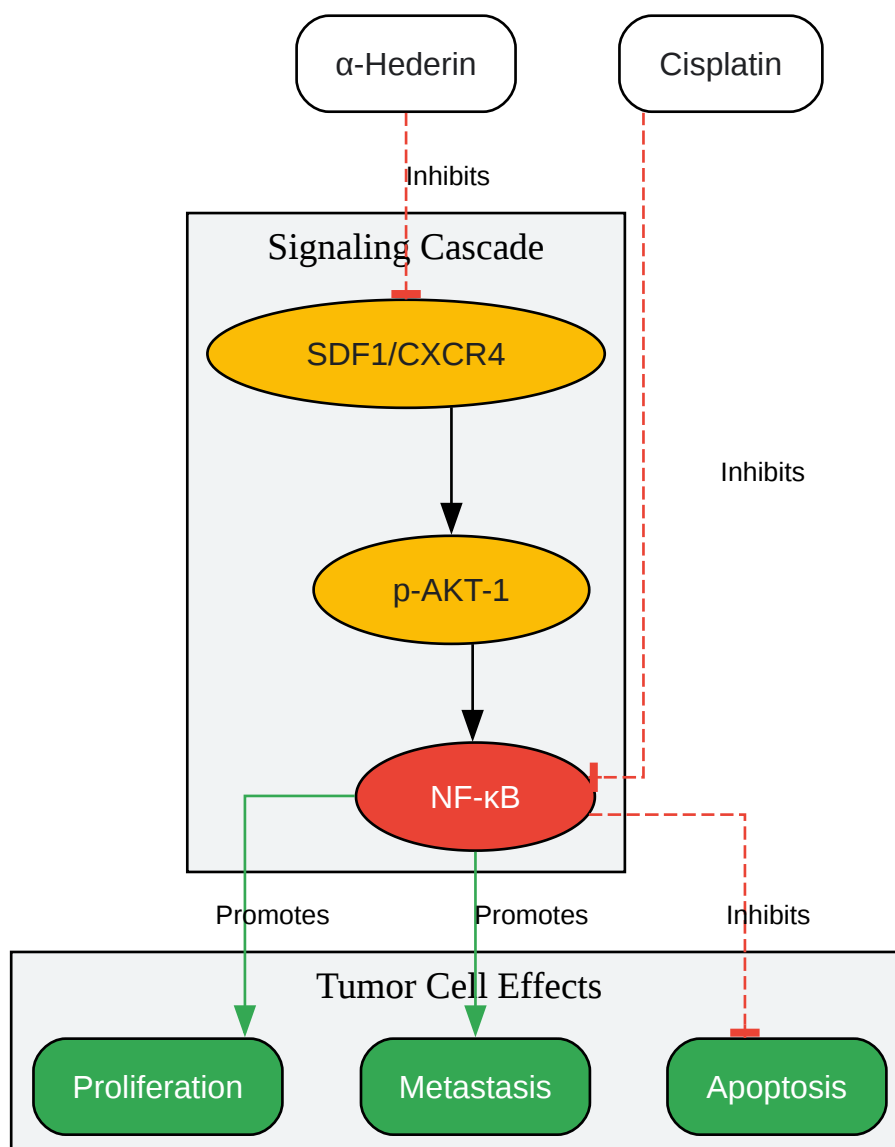 α-Hederin
Cisplatin
Inhibits
Signaling Cascade
SDF1/CXCR4
Inhibits
p-AKT-1
NF-κB
Promotes
Promotes
Inhibits
Tumor Cell Effects
Proliferation
Metastasis
Apoptosis